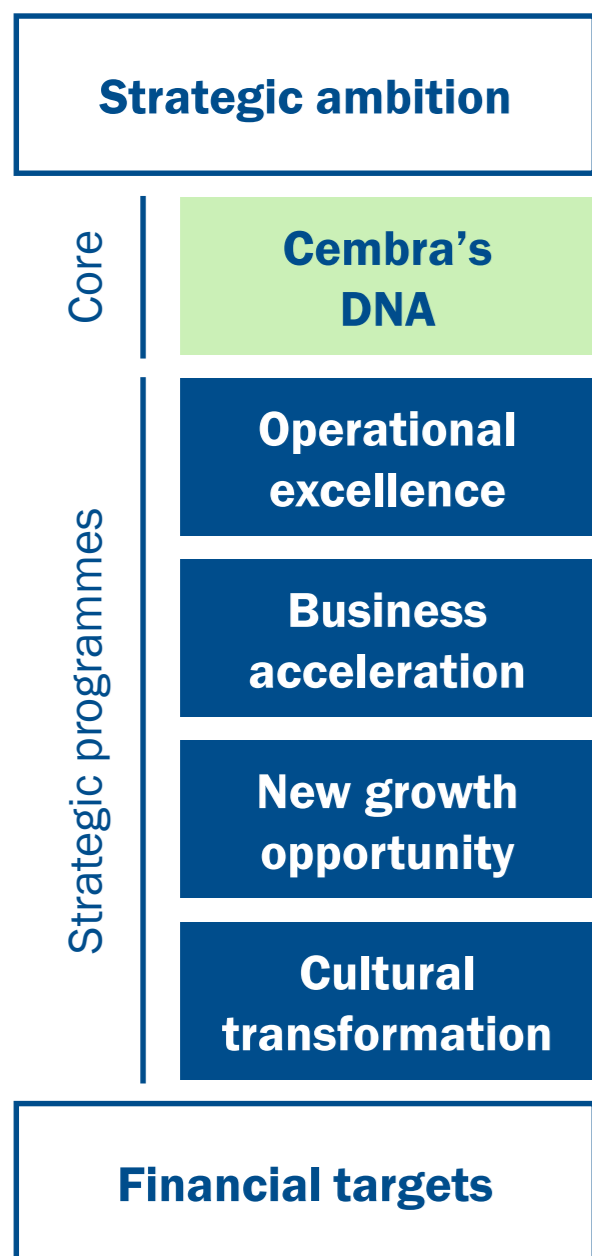 Strategic ambition
Core
Cembra’s
DNA
Strategic programmes
Operational
excellence
Business
acceleration
New growth
opportunity
Cultural
transformation
Financial targets